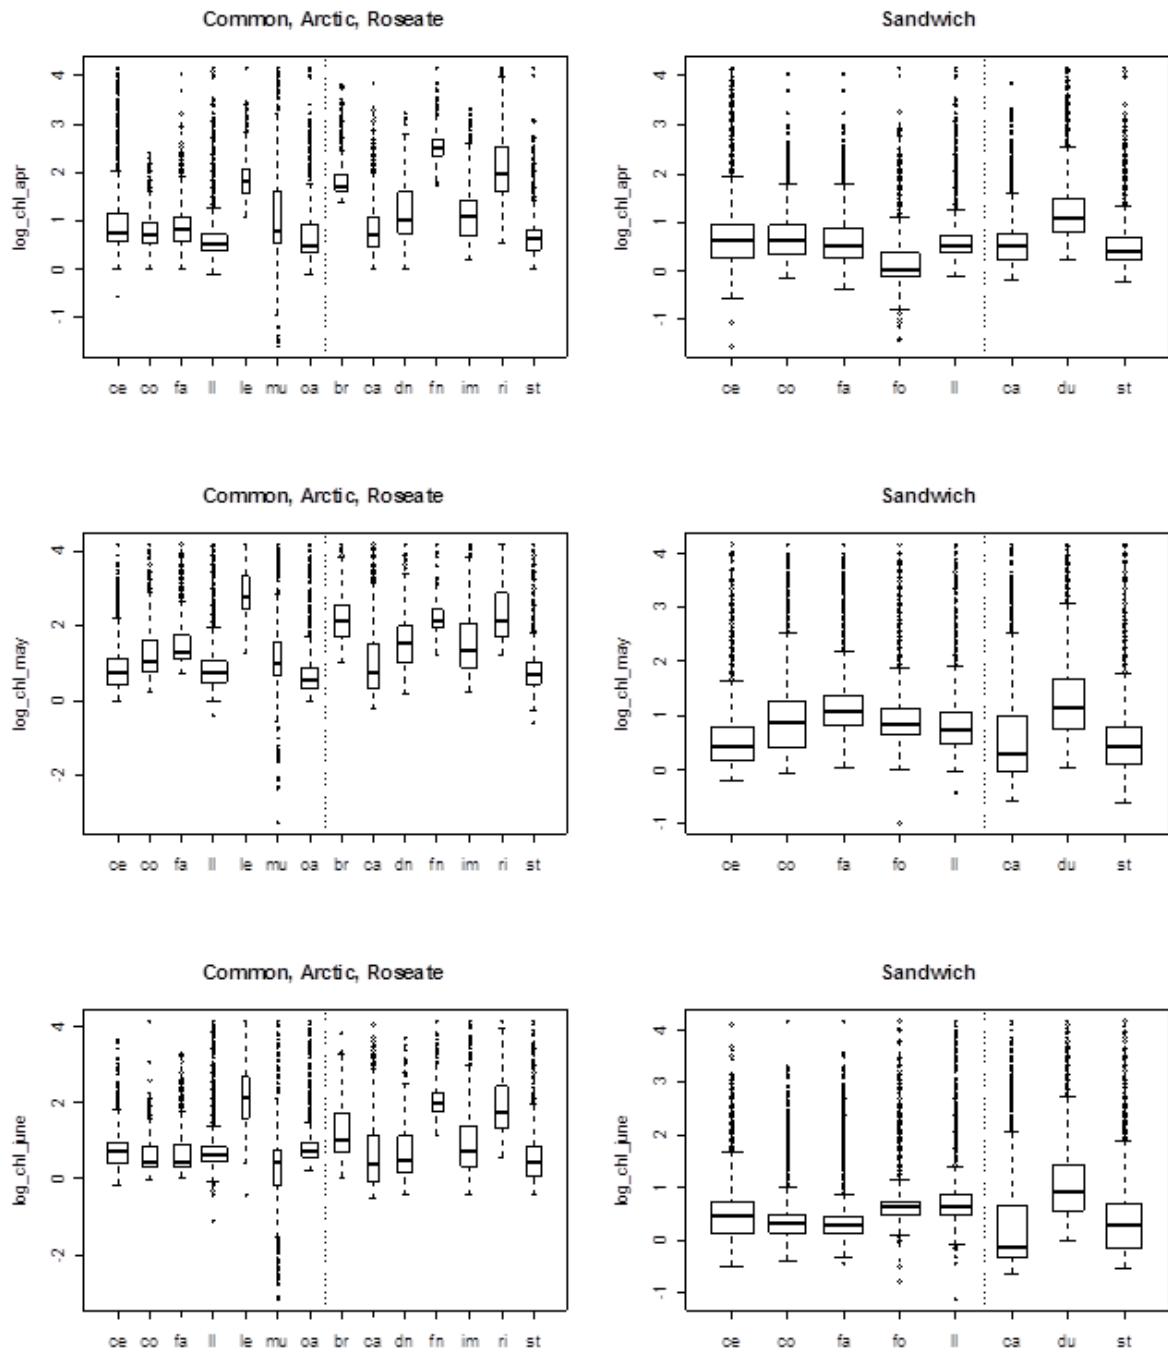 Common, Arctic, Roseate
log_chl_apr
4
3
2
1
0
-1
ce co fa ll le mu oa br ca dn fn im ri st
Sandwich
log_chl_apr
4
3
2
1
0
-1
ce co fa fo ll ca du st
Common, Arctic, Roseate
log_chl_may
4
2
0
-2
ce co fa ll le mu oa br ca dn fn im ri st
Sandwich
log_chl_may
4
3
2
1
0
-1
ce co fa fo ll ca du st
Common, Arctic, Roseate
log_chl_june
4
2
0
-2
ce co fa ll le mu oa br ca dn fn im ri st
Sandwich
log_chl_june
4
3
2
1
0
-1
ce co fa fo ll ca du st